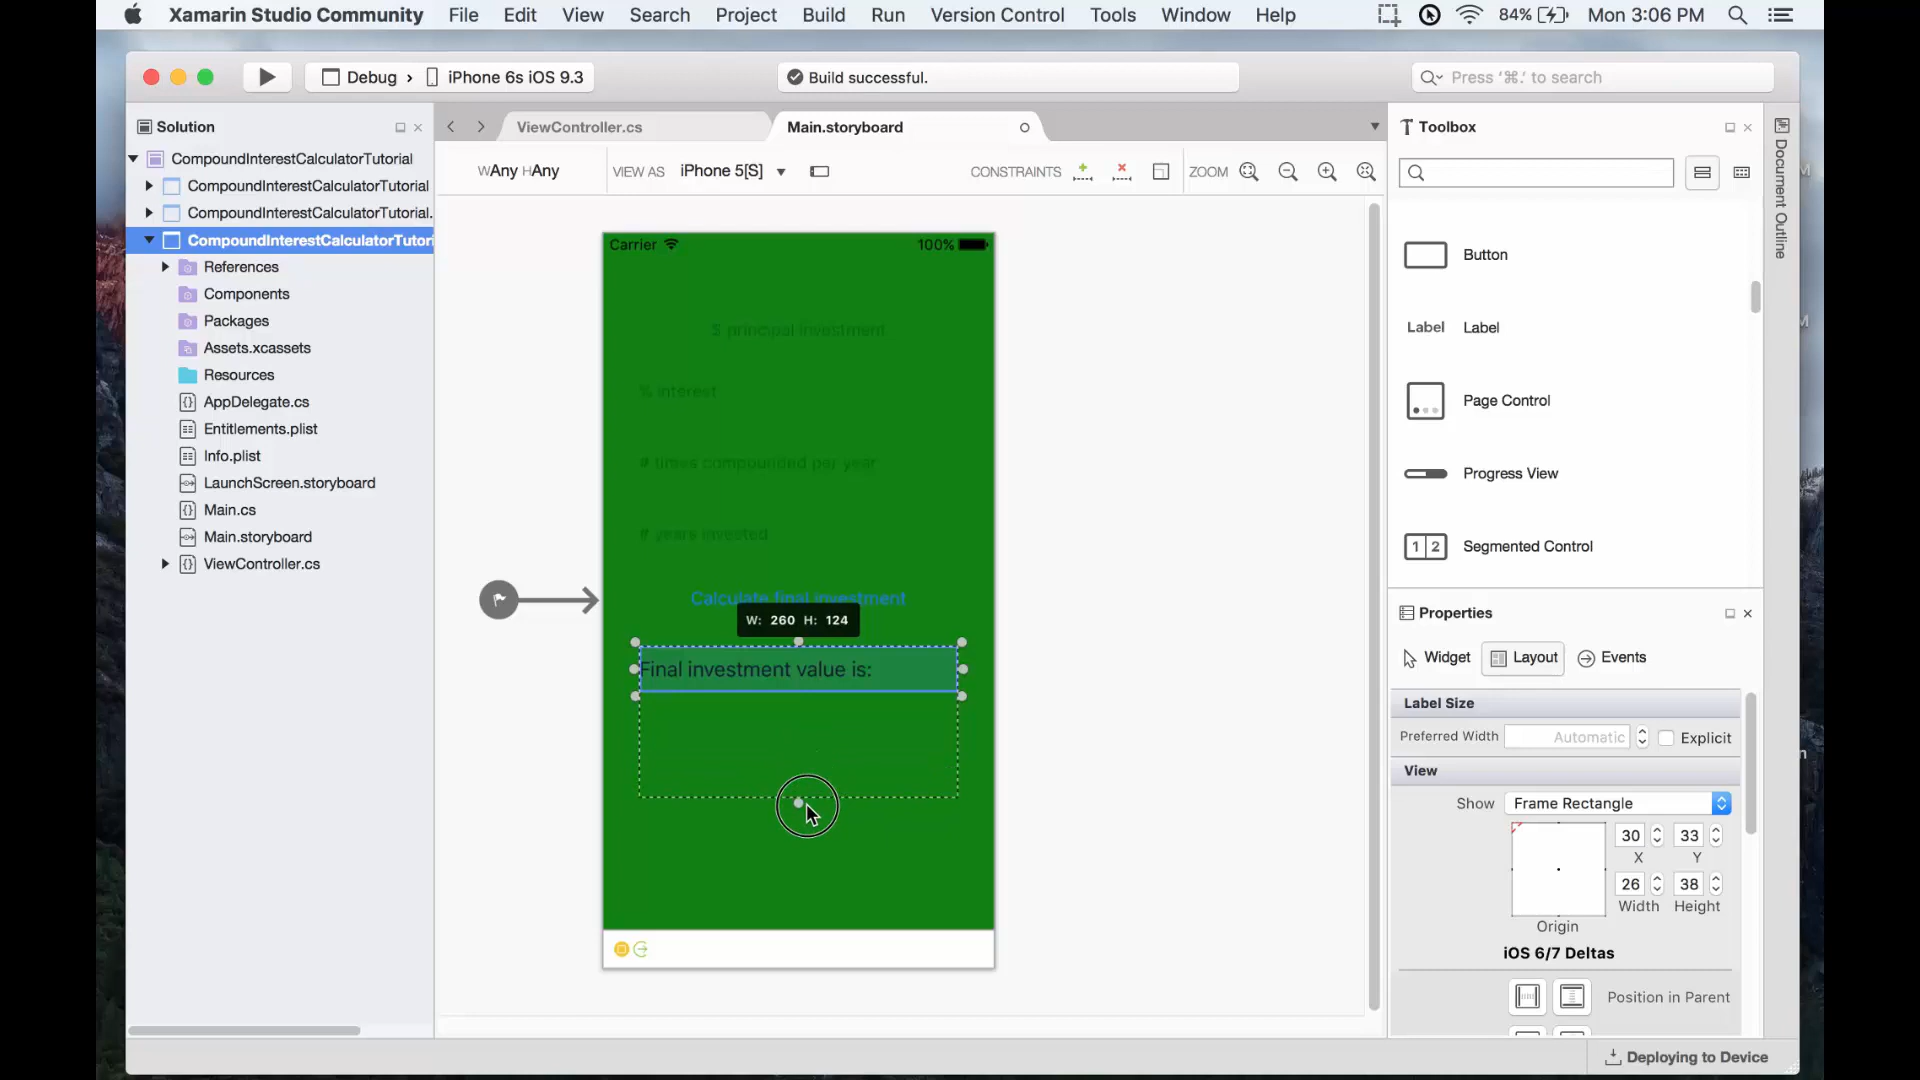 Xamarin Studio Community File Edit View Search Project Build Run Version Control Tools Window Help 84% Mon 3:06 PM
Debug › iPhone 6s iOS 9.3 Build successful. Press '⌘.' to search
Solution ViewController.cs Main.storyboard Toolbox
CompoundInterestCalculatorTutorial
CompoundInterestCalculatorTutorial
CompoundInterestCalculatorTutorial.
CompoundInterestCalculatorTutori
References
Components
Packages
Assets.xcassets
Resources
AppDelegate.cs
Entitlements.plist
Info.plist
LaunchScreen.storyboard
Main.cs
Main.storyboard
ViewController.cs
WAny HAny VIEW AS iPhone 5[S] CONSTRAINTS ZOOM
Carrier 100%
$ principal investment
% interest
# times compounded per year
# years invested
Calculate final investment
W: 260 H: 124
Final investment value is:
Button
Label Label
Page Control
Progress View
1 2 Segmented Control
Document Outline
Properties
Widget Layout Events
Label Size
Preferred Width Automatic Explicit
View
Show Frame Rectangle
30 33
X Y
26 38
Width Height
Origin
iOS 6/7 Deltas
Position in Parent
Deploying to Device